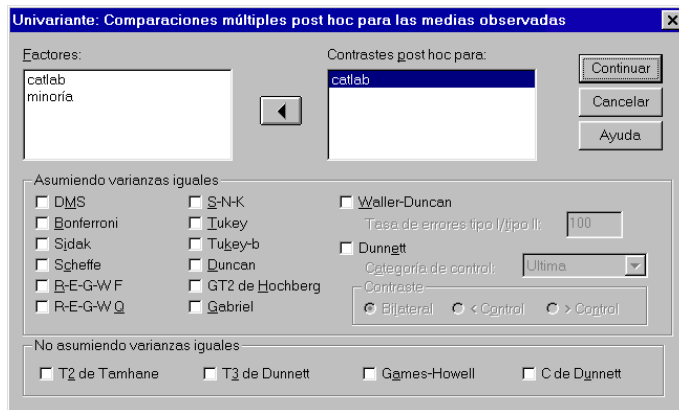 Univariante: Comparaciones múltiples post hoc para las medias observadas
Factores:
catlab
minoría
Contrastes post hoc para:
catlab
Continuar
Cancelar
Ayuda
Asumiendo varianzas iguales
DMS
Bonferroni
Sidak
Scheffe
R-E-G-W F
R-E-G-W Q
S-N-K
Tukey
Tukey-b
Duncan
GT2 de Hochberg
Gabriel
Waller-Duncan
Tasa de errores tipo I/tipo II: 100
Dunnett
Categoría de control: Ultima
Contraste
Bilateral < Control > Control
No asumiendo varianzas iguales
T2 de Tamhane T3 de Dunnett Games-Howell C de Dunnett